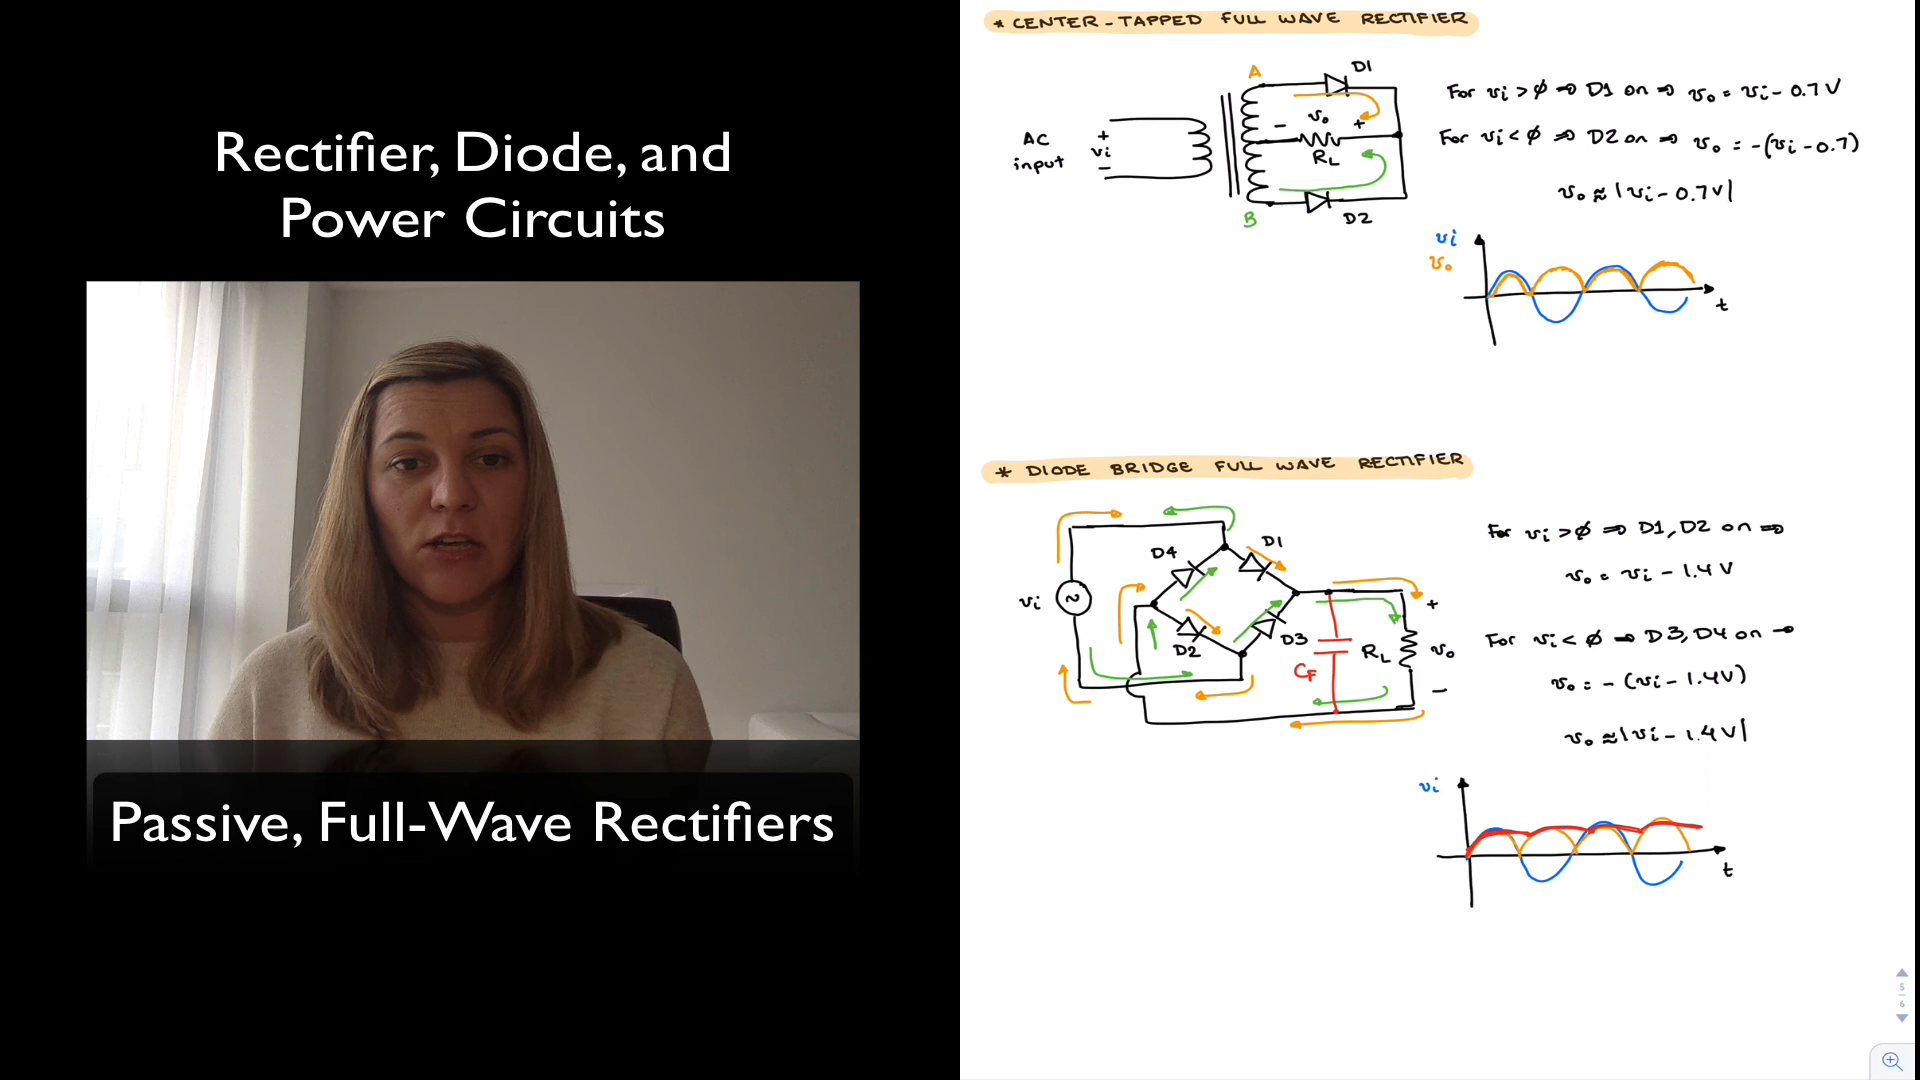 Rectifier, Diode, and
Power Circuits
Passive, Full-Wave Rectifiers
* CENTER-TAPPED FULL WAVE RECTIFIER
A
D1
AC
input
+
vi
−
− vo +
RL
B
D2
For vi > ϕ ⇒ D1 on ⇒ vo = vi − 0.7 V
For vi < ϕ ⇒ D2 on ⇒ vo = −(vi − 0.7)
vo ≈ |vi − 0.7V|
vi
vo
t
* DIODE BRIDGE FULL WAVE RECTIFIER
D4
D1
vi
~
+
D2
D3
CF
RL
vo
−
For vi > ϕ ⇒ D1, D2 on ⇒
vo = vi − 1.4 V
For vi < ϕ ⇒ D3, D4 on ⇒
vo = − (vi − 1.4V)
vo ≈ |vi − 1.4V|
vi
t
5
6